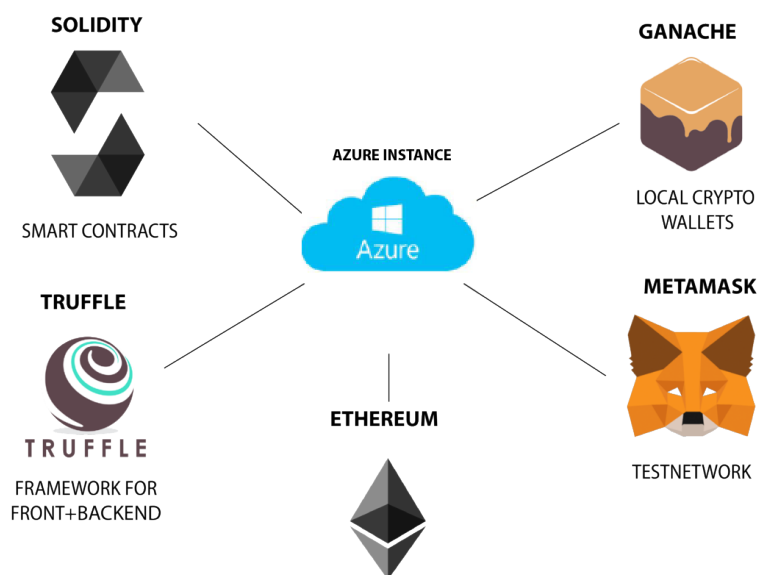 SOLIDITY
SMART CONTRACTS
GANACHE
LOCAL CRYPTO
WALLETS
AZURE INSTANCE
Azure
TRUFFLE
TRUFFLE
FRAMEWORK FOR
FRONT+BACKEND
METAMASK
TESTNETWORK
ETHEREUM